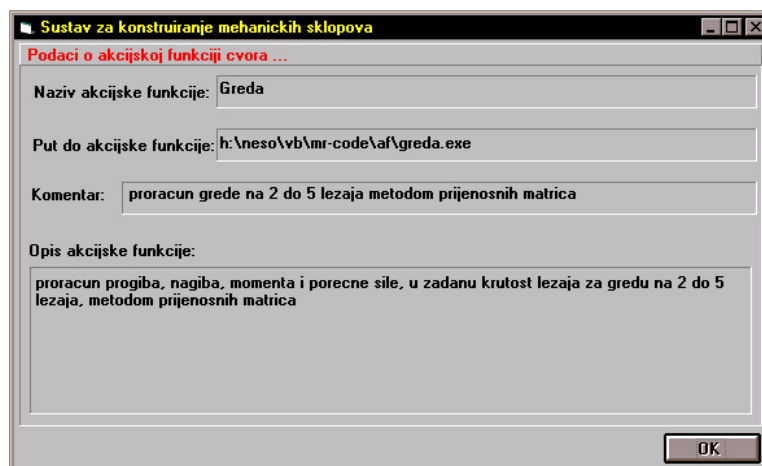 Sustav za konstruiranje mehanickih sklopova
Podaci o akcijskoj funkciji cvora ...
Naziv akcijske funkcije: Greda
Put do akcijske funkcije: h:\neso\vb\mr-code\af\greda.exe
Komentar: proracun grede na 2 do 5 lezaja metodom prijenosnih matrica
Opis akcijske funkcije:
proracun progiba, nagiba, momenta i porecne sile, u zadanu krutost lezaja za gredu na 2 do 5
lezaja, metodom prijenosnih matrica
OK